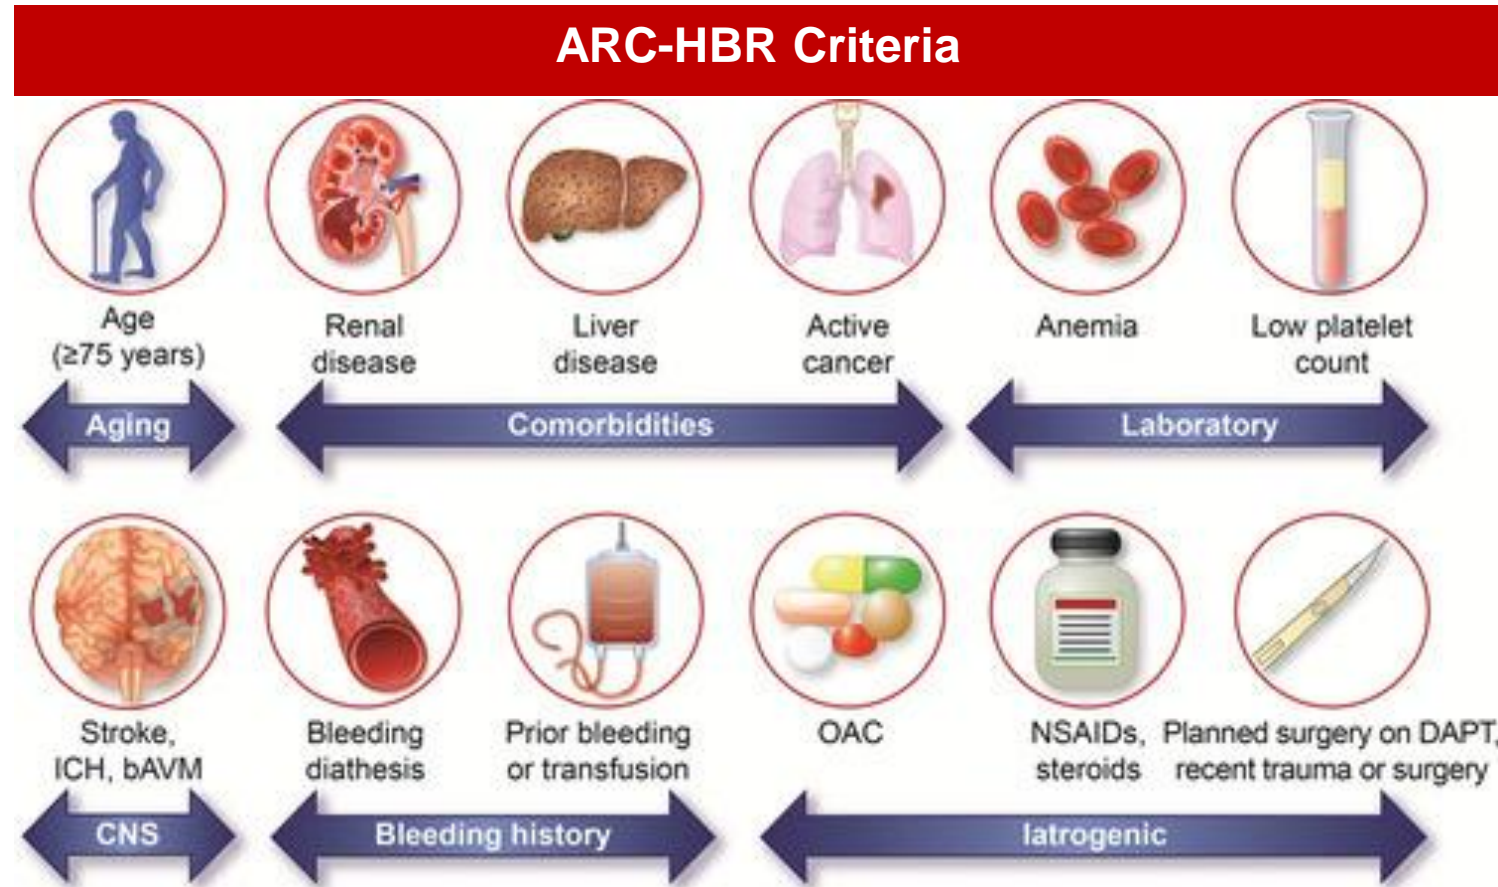 ARC-HBR Criteria
Age
(≥75 years)
Renal
disease
Liver
disease
Active
cancer
Anemia
Low platelet
count
Aging
Comorbidities
Laboratory
Stroke,
ICH, bAVM
Bleeding
diathesis
Prior bleeding
or transfusion
OAC
NSAIDs,
steroids
Planned surgery on DAPT,
recent trauma or surgery
CNS
Bleeding history
Iatrogenic